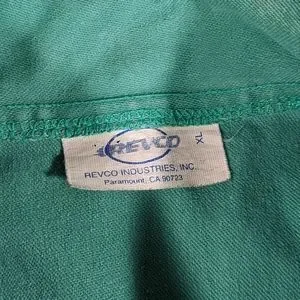 REVCO
XL
REVCO INDUSTRIES, INC.
Paramount, CA 90723